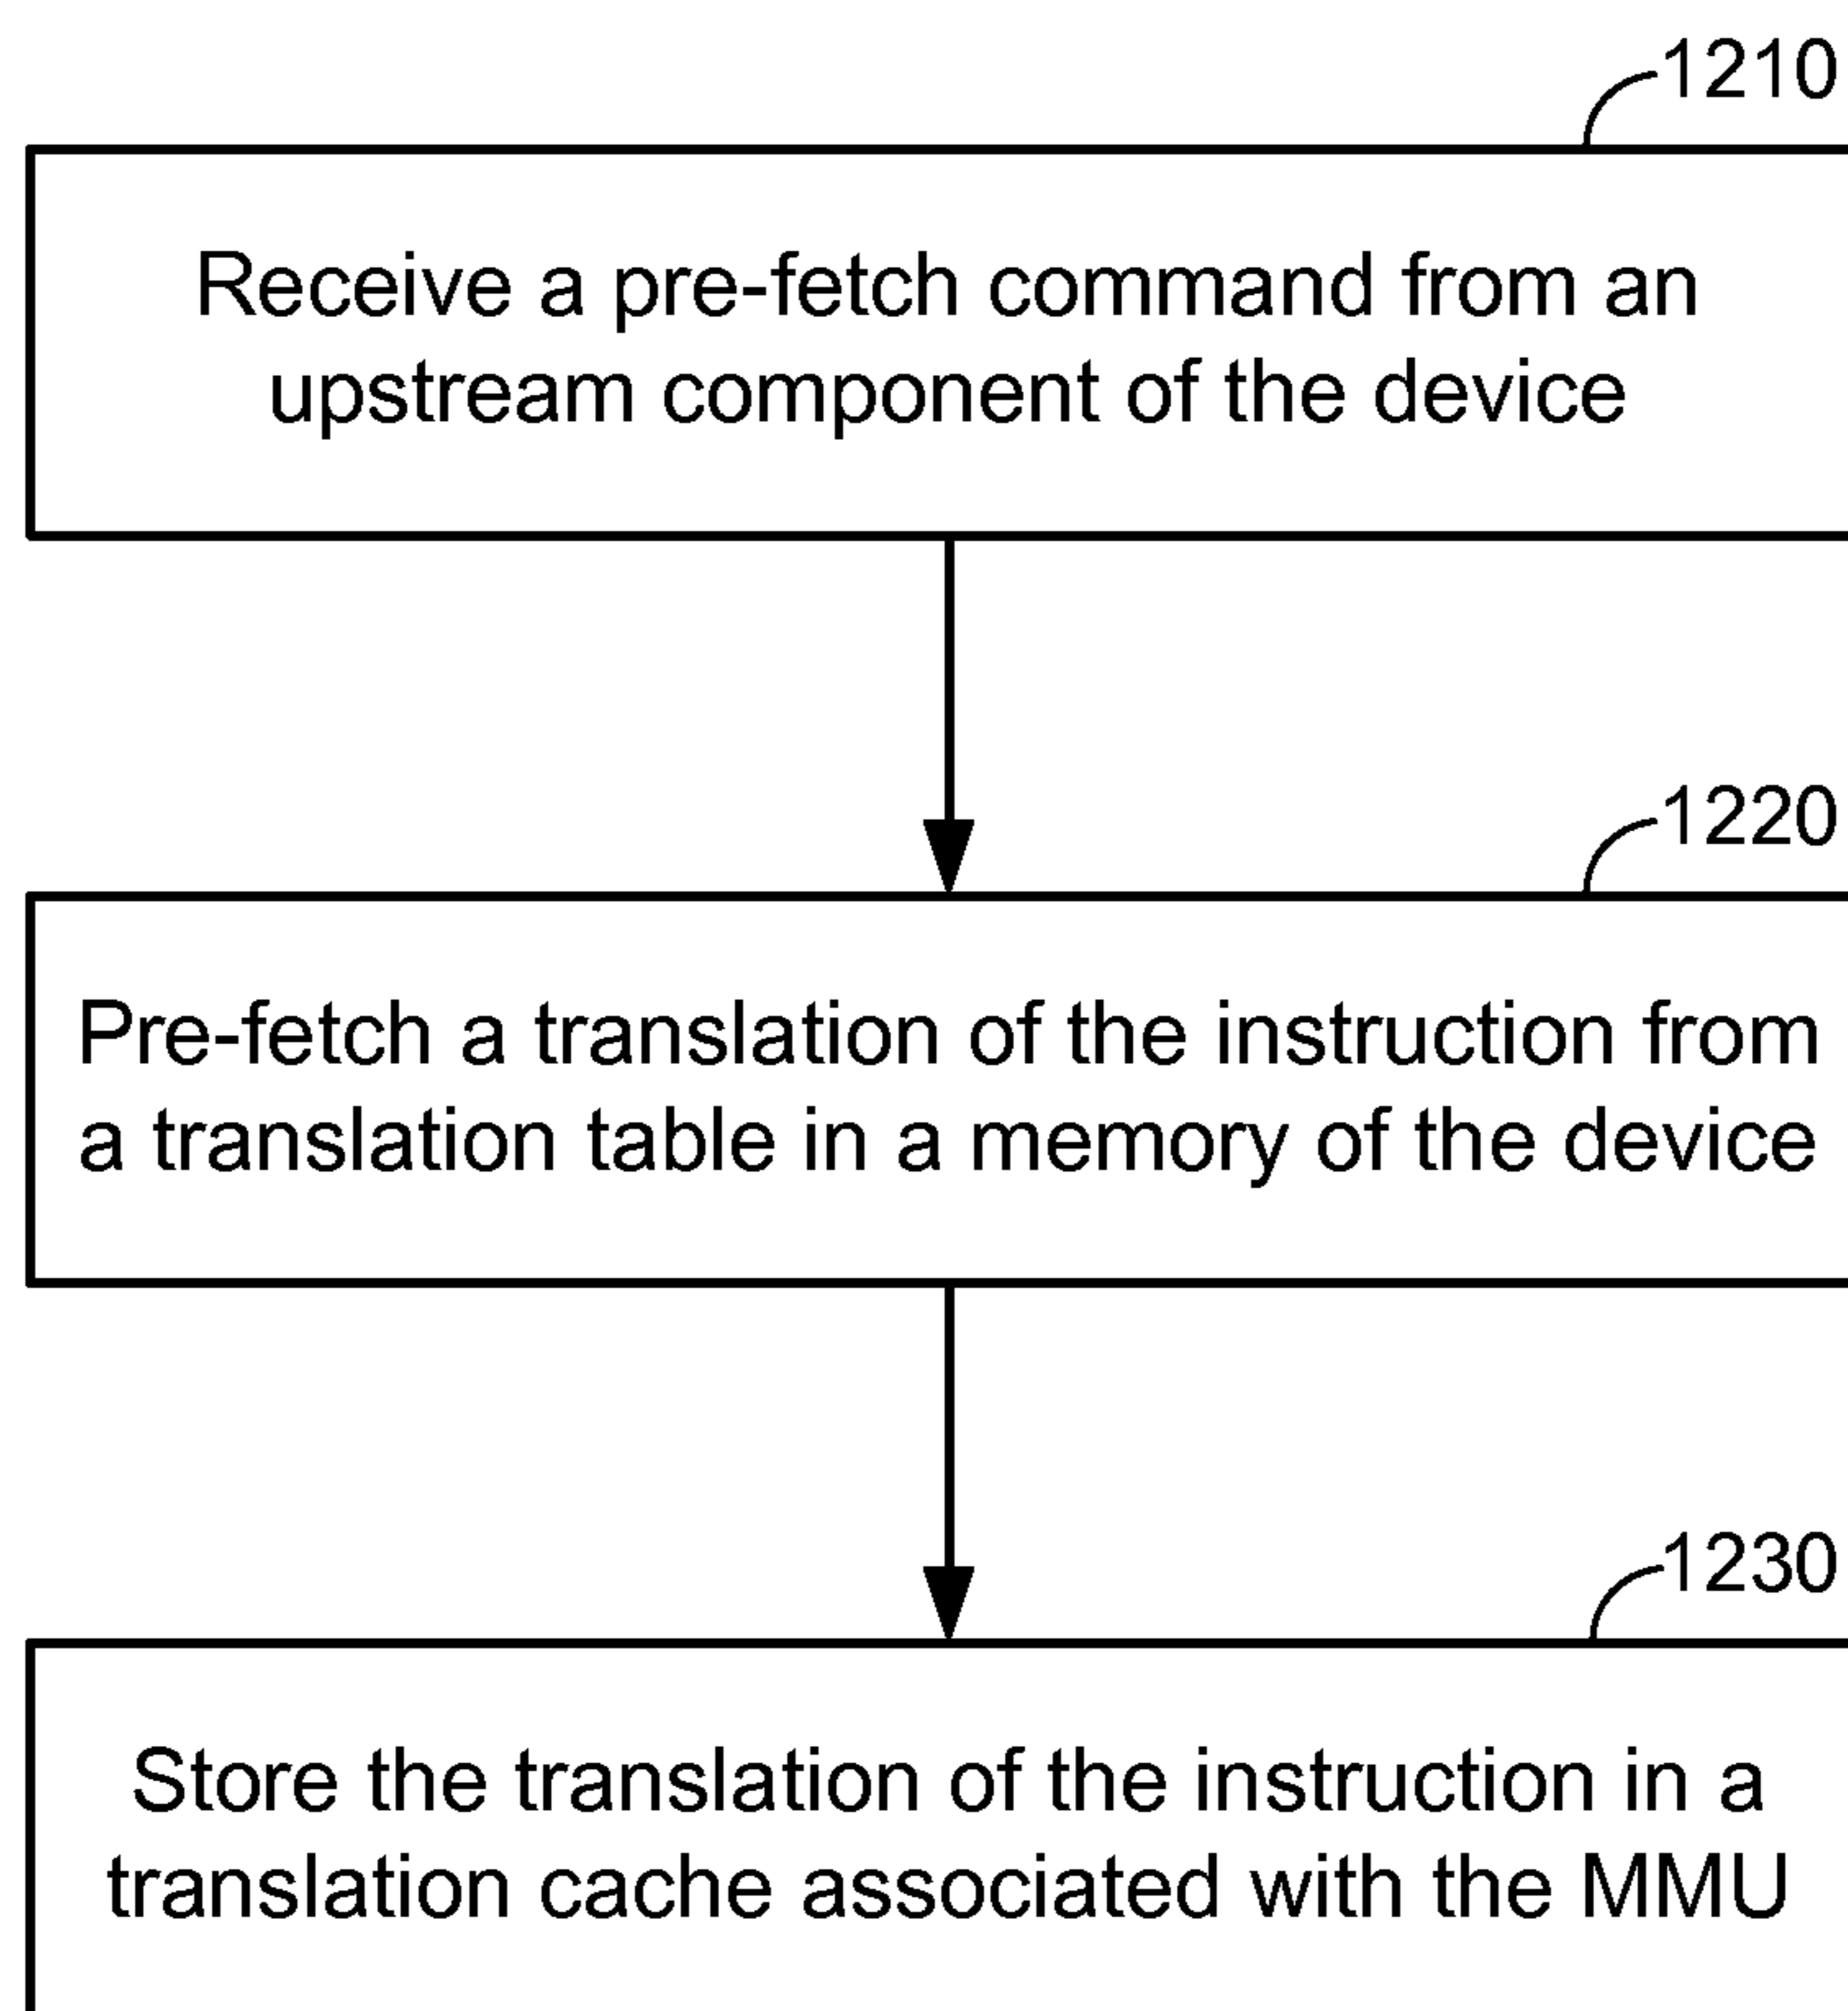 1210
Receive a pre-fetch command from an
upstream component of the device
1220
Pre-fetch a translation of the instruction from
a translation table in a memory of the device
1230
Store the translation of the instruction in a
translation cache associated with the MMU